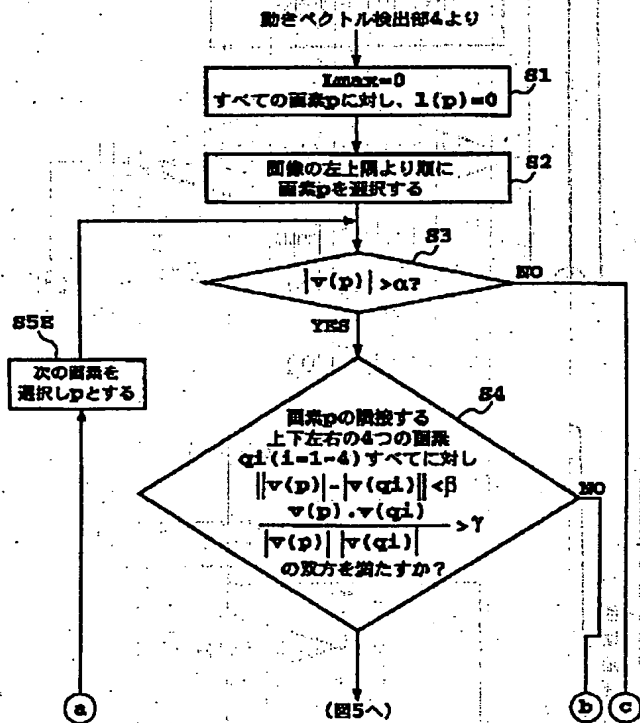 動きベクトル検出部4より
Lmax=0
すべての画素pに対し、l(p)=0
S1
画像の左上隅より順に
画素pを選択する
S2
S3
|v(p)|>α?
NO
YES
S5E
次の画素を
選択しpとする
S4
画素pの隣接する
上下左右の4つの画素
qi(i=1~4)すべてに対し
||v(p)|-|v(qi)||<β
v(p).v(qi)
|v(p)||v(qi)|
>γ
の双方を満たすか?
NO
a
(図5へ)
b
c